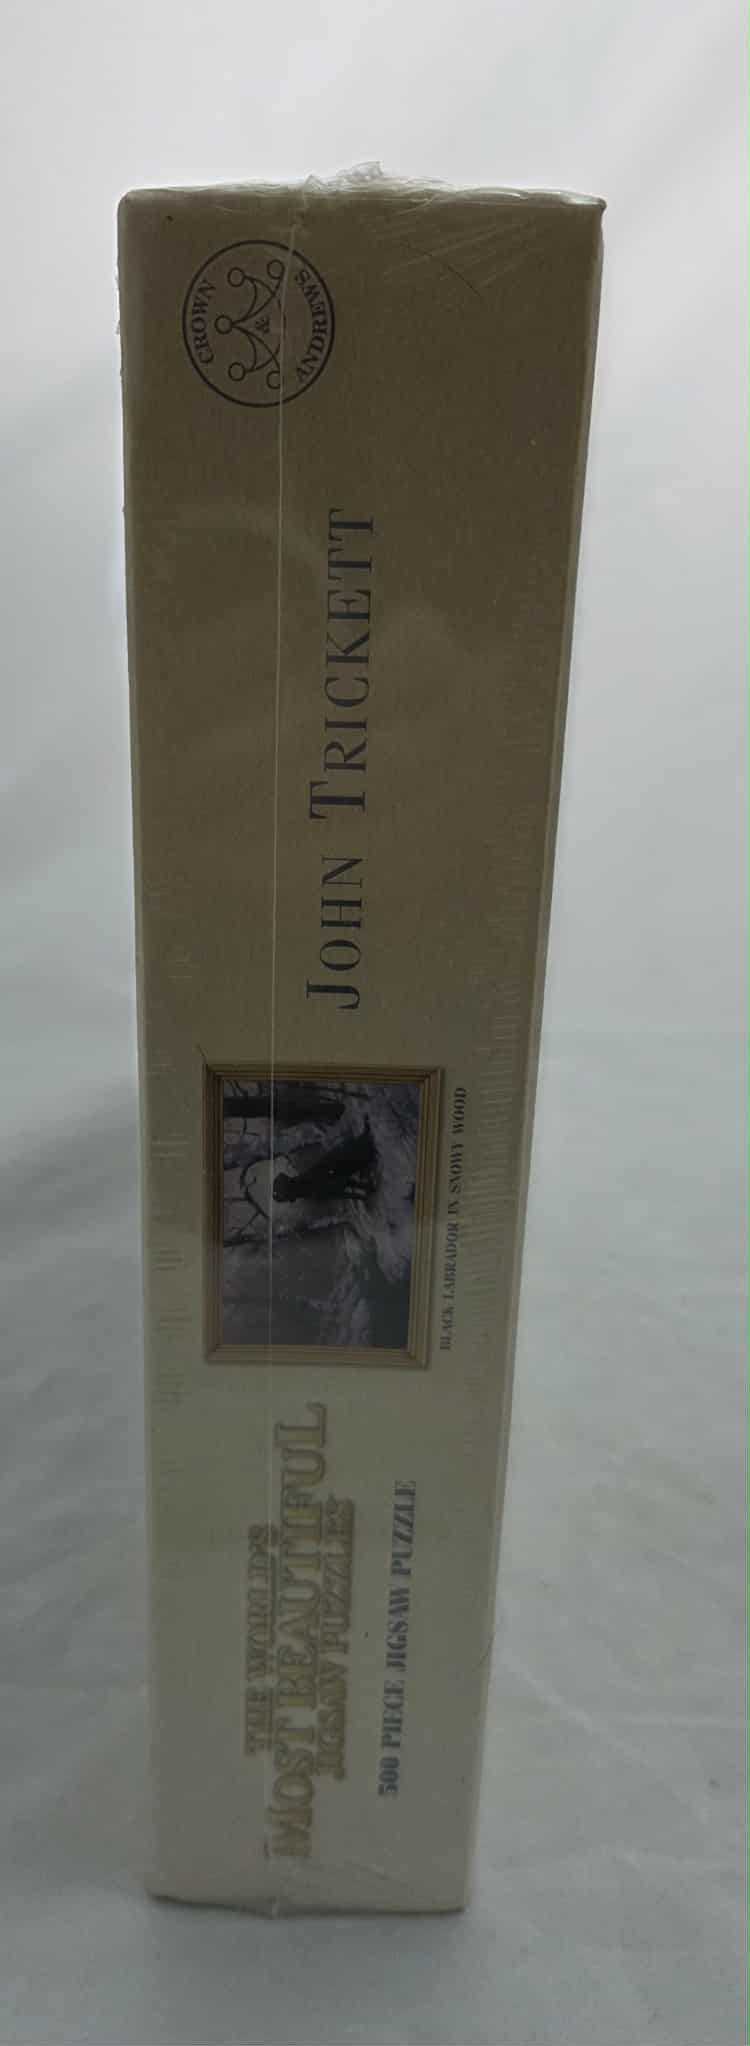 THE WORLD'S
MOST BEAUTIFUL
JIGSAW PUZZLES
500 PIECE JIGSAW PUZZLE
BLACK LABRADOR IN SNOWY WOOD
JOHN TRICKETT
CROWN
&
ANDREWS